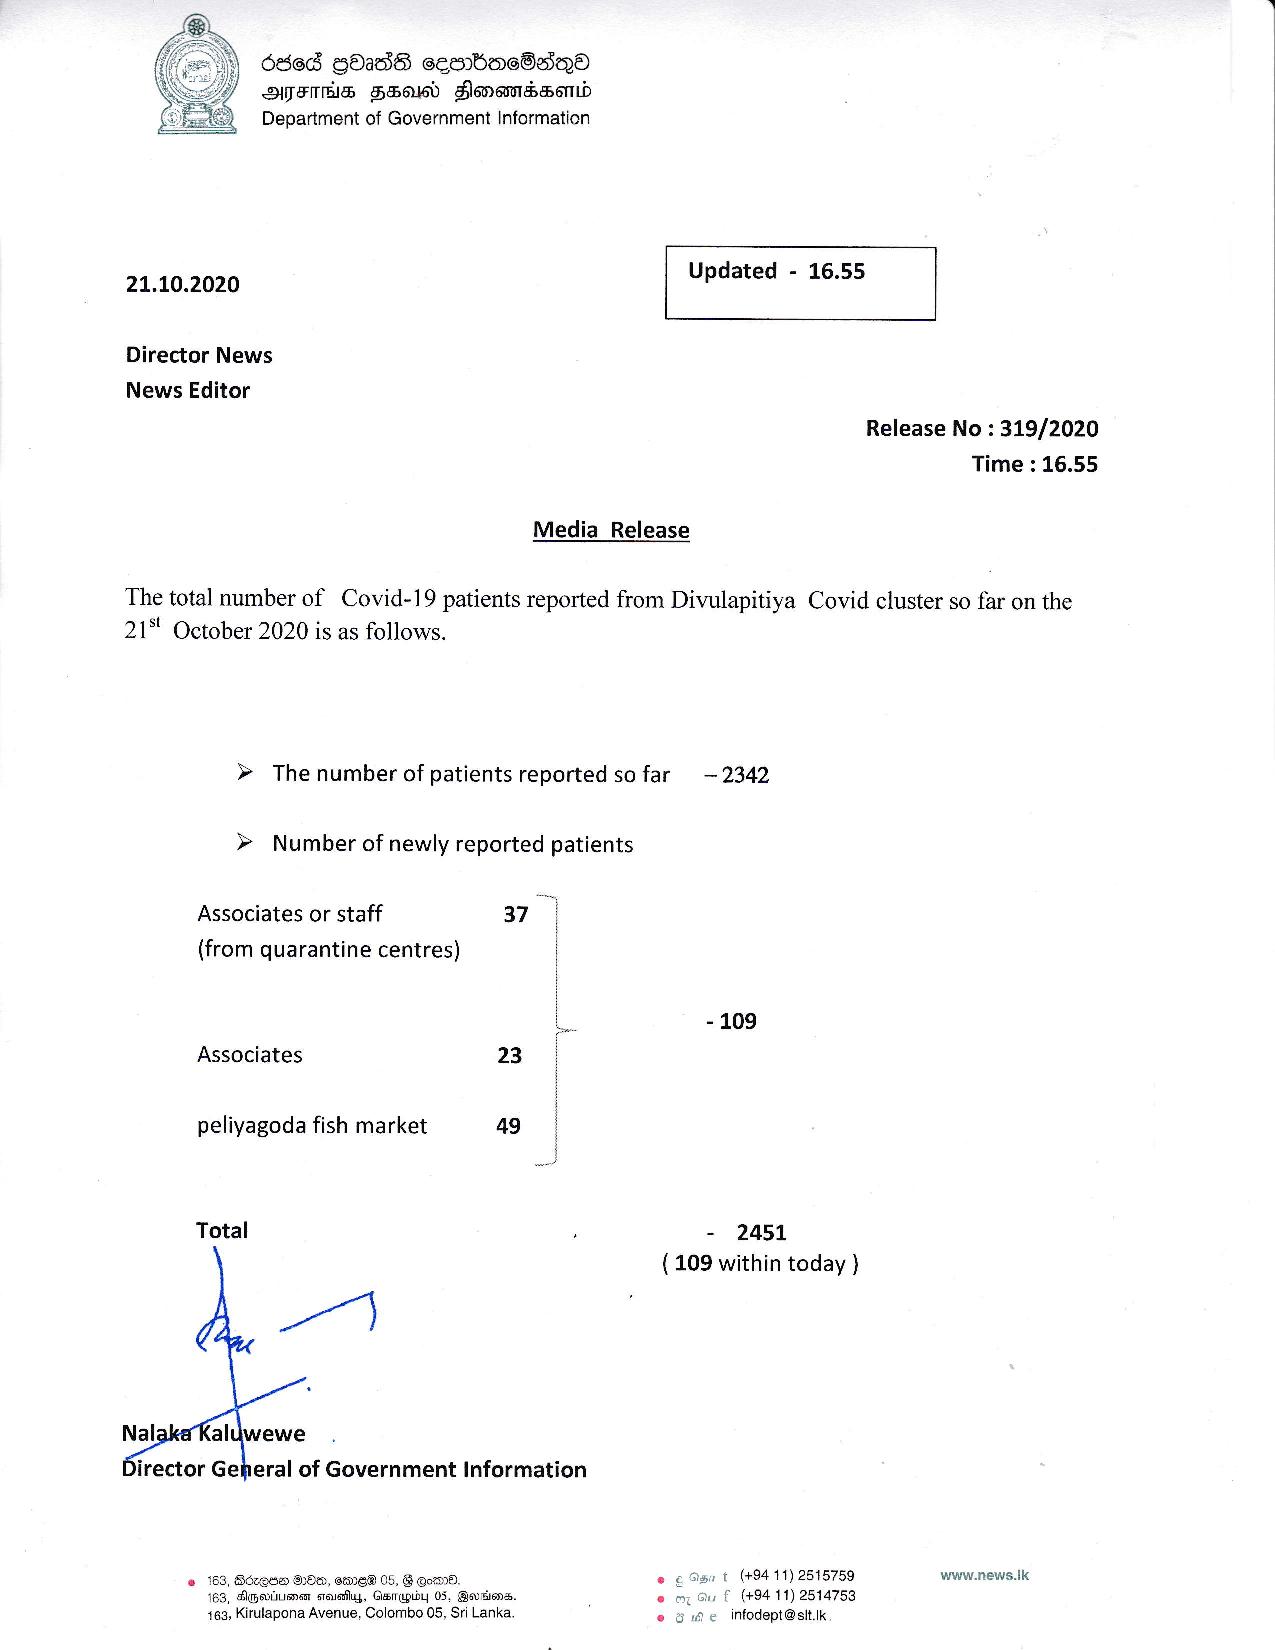 රජයේ ප්‍රවෘත්ති දෙපාර්තමේන්තුව
அரசாங்க தகவல் திணைக்களம்
Department of Government Information
21.10.2020
Updated - 16.55
Director News
News Editor
Release No : 319/2020
Time : 16.55
Media Release
The total number of Covid-19 patients reported from Divulapitiya Covid cluster so far on the
21st October 2020 is as follows.
➢ The number of patients reported so far – 2342
➢ Number of newly reported patients
Associates or staff 37
(from quarantine centres)
- 109
Associates 23
peliyagoda fish market 49
Total - 2451
( 109 within today )
Nalaka Kaluwewe
Director General of Government Information
163, කිරුලපන මාවත, කොළඹ 05, ශ්‍රී ලංකාව.
163, கிருலப்பனை எவனியு, கொழும்பு 05, இலங்கை.
163, Kirulapona Avenue, Colombo 05, Sri Lanka.
t (+94 11) 2515759
f (+94 11) 2514753
e infodept@slt.lk
www.news.lk